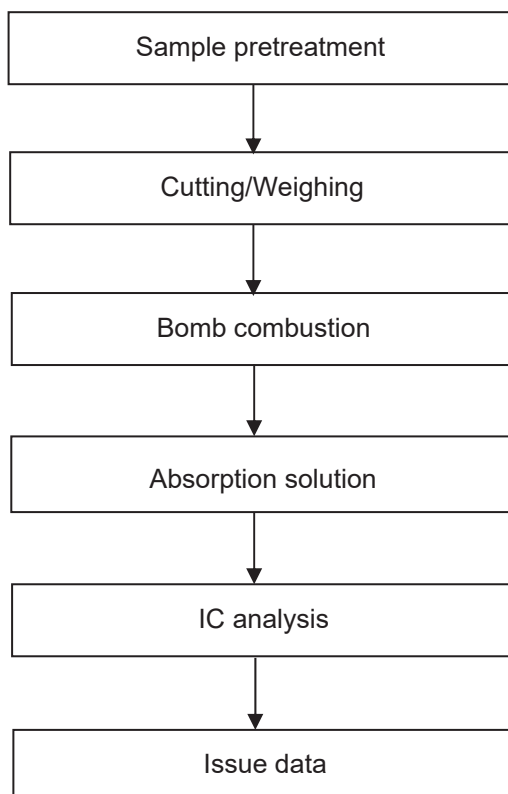 Sample pretreatment
Cutting/Weighing
Bomb combustion
Absorption solution
IC analysis
Issue data